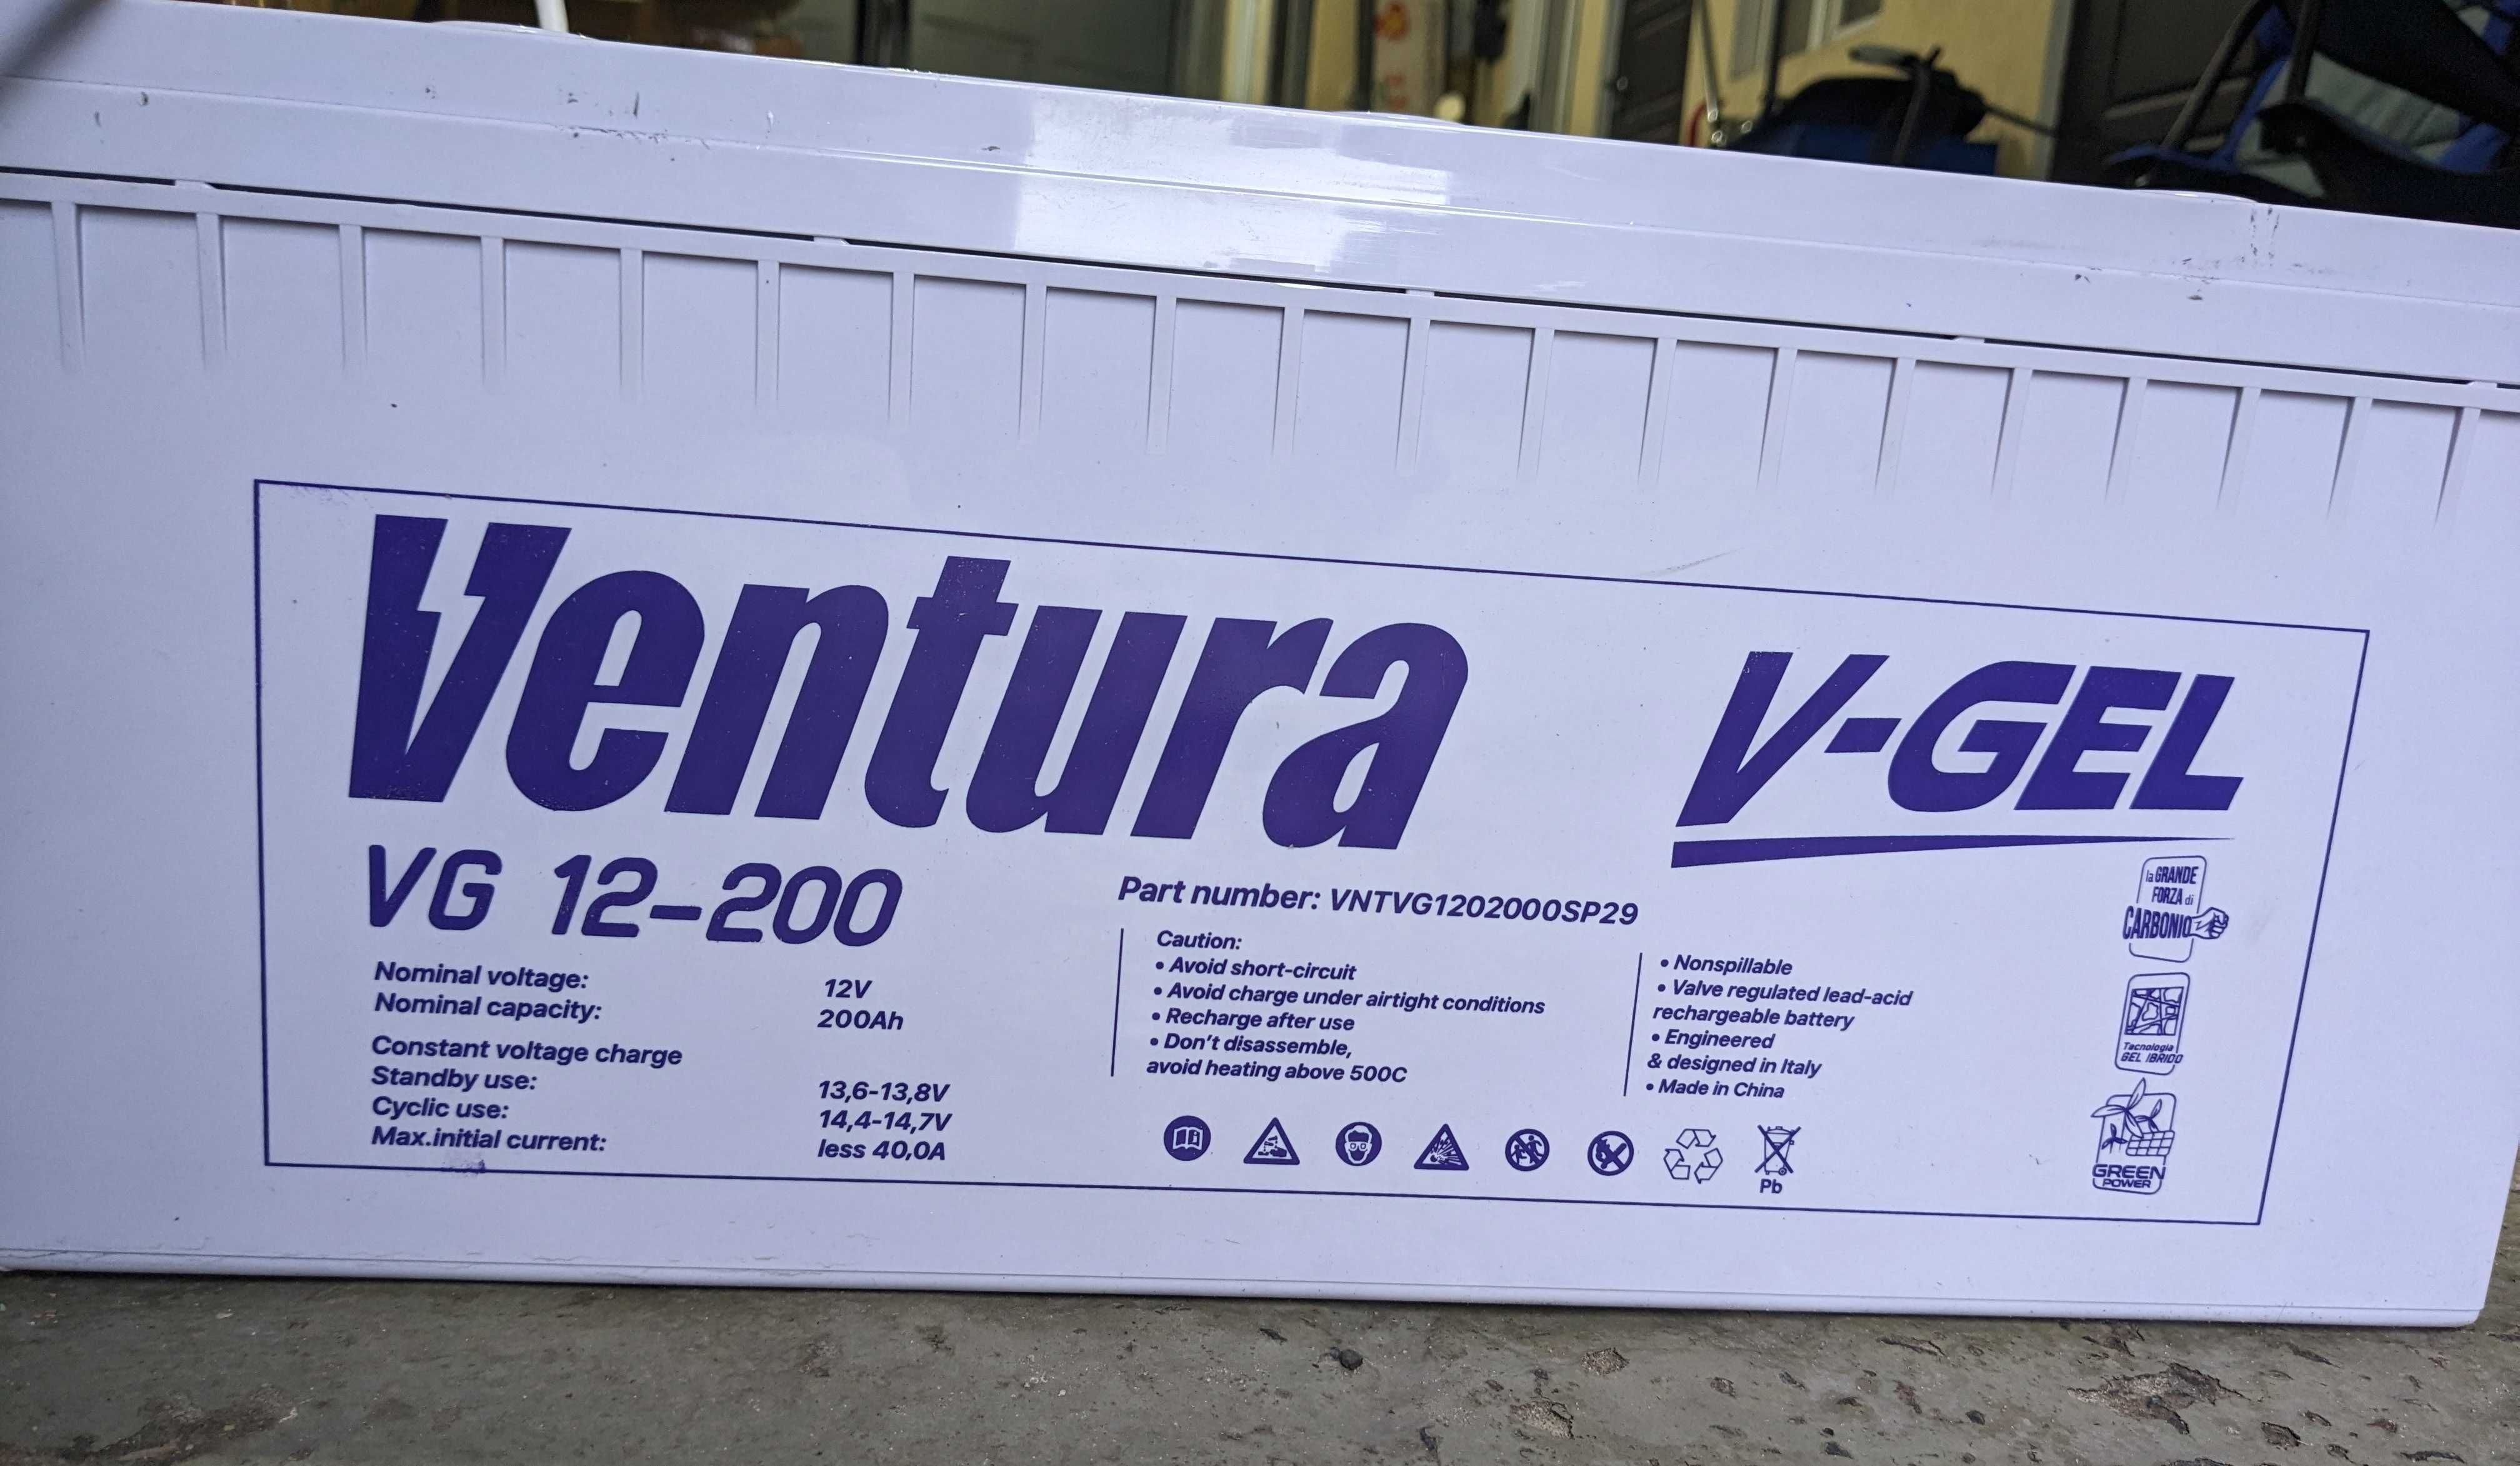 Ventura
V-GEL
VG 12-200
Nominal voltage: 12V
Nominal capacity: 200Ah
Constant voltage charge
Standby use: 13,6-13,8V
Cyclic use: 14,4-14,7V
Max.initial current: less 40,0A
Part number: VNTVG1202000SP29
Caution:
• Avoid short-circuit
• Avoid charge under airtight conditions
• Recharge after use
• Don't disassemble,
avoid heating above 500C
• Nonspillable
• Valve regulated lead-acid
rechargeable battery
• Engineered
& designed in Italy
• Made in China
Pb
la GRANDE
FORZA di
CARBONIO
Tacnologia
GEL IBRIDO
GREEN
POWER